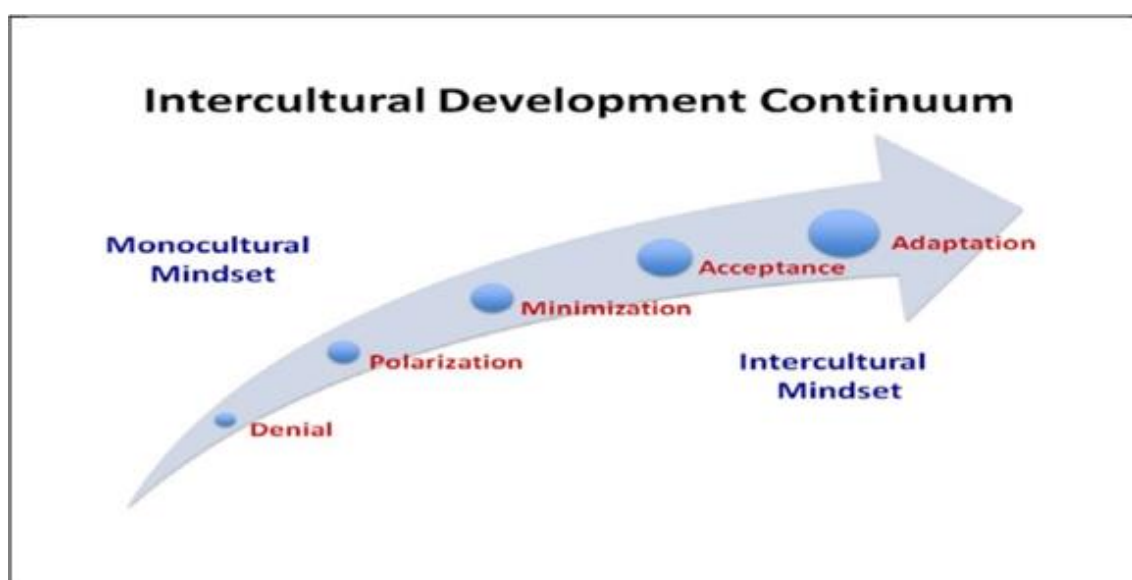 Intercultural Development Continuum
Monocultural
Mindset
Adaptation
Acceptance
Minimization
Polarization
Intercultural
Mindset
Denial